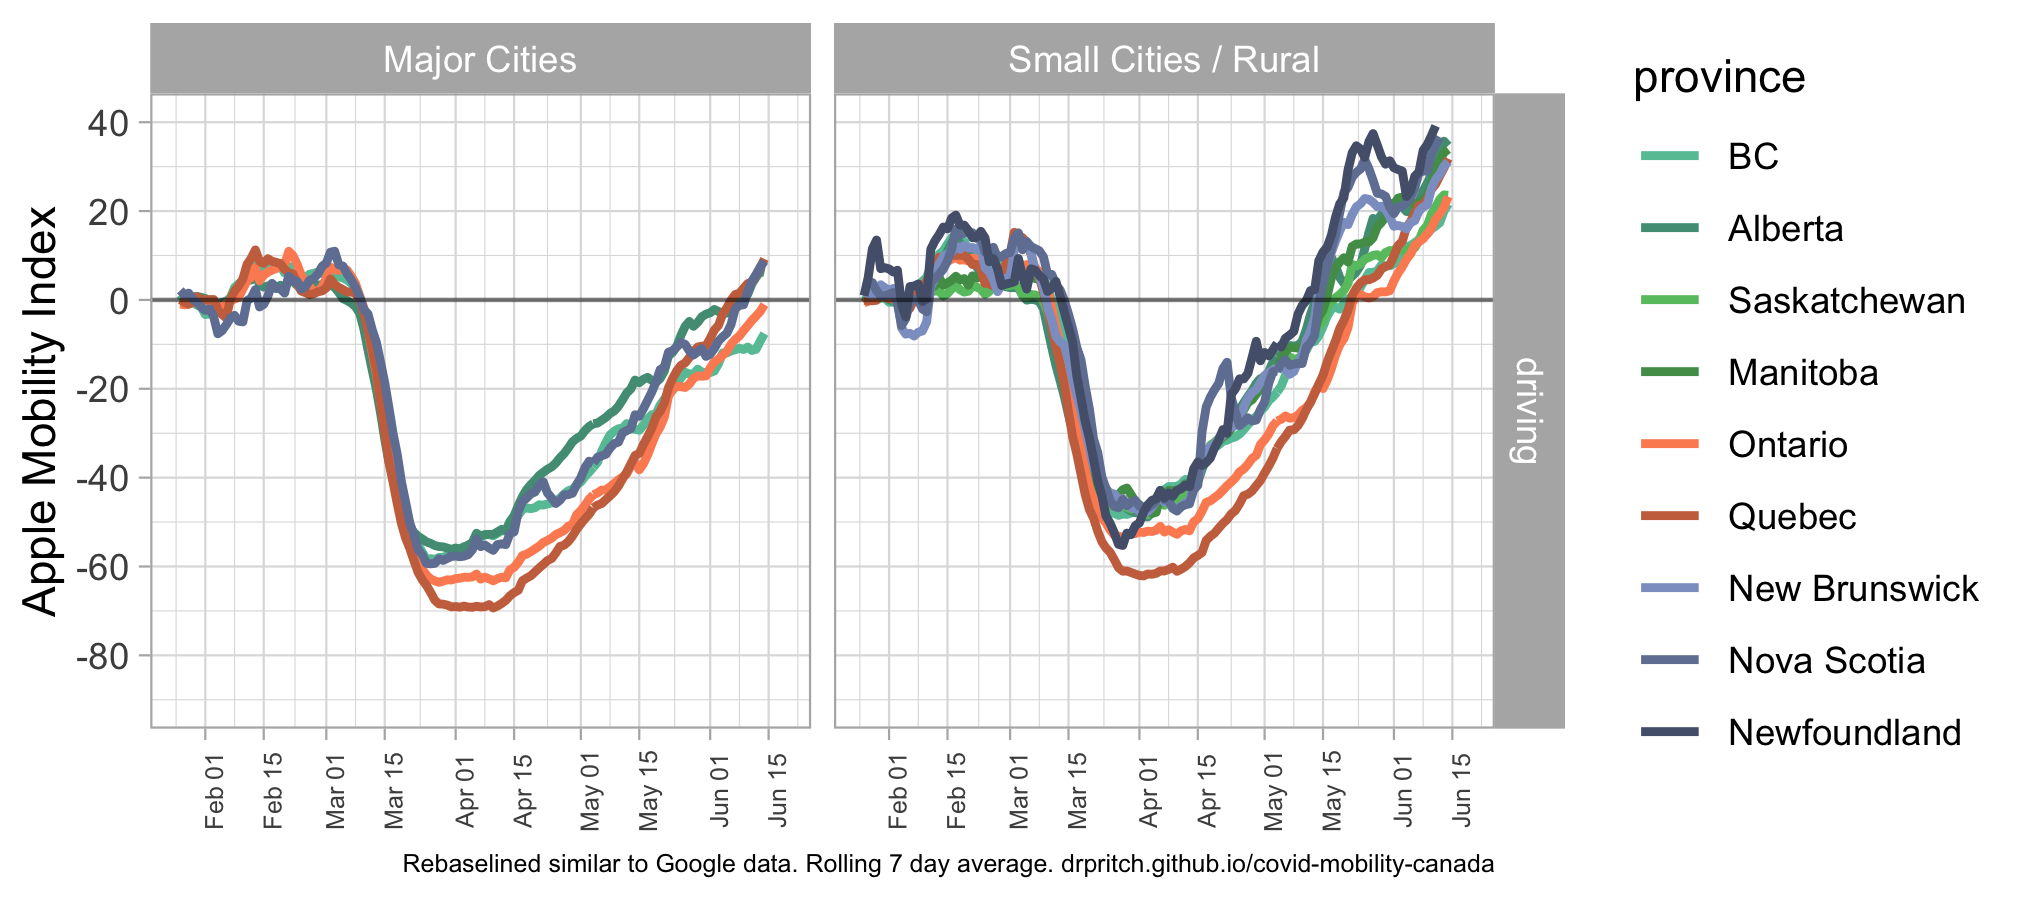 Major Cities
Small Cities / Rural
province
Apple Mobility Index
40
20
0
-20
-40
-60
-80
driving
BC
Alberta
Saskatchewan
Manitoba
Ontario
Quebec
New Brunswick
Nova Scotia
Newfoundland
Feb 01
Feb 15
Mar 01
Mar 15
Apr 01
Apr 15
May 01
May 15
Jun 01
Jun 15
Feb 01
Feb 15
Mar 01
Mar 15
Apr 01
Apr 15
May 01
May 15
Jun 01
Jun 15
Rebaselined similar to Google data. Rolling 7 day average. drpritch.github.io/covid-mobility-canada